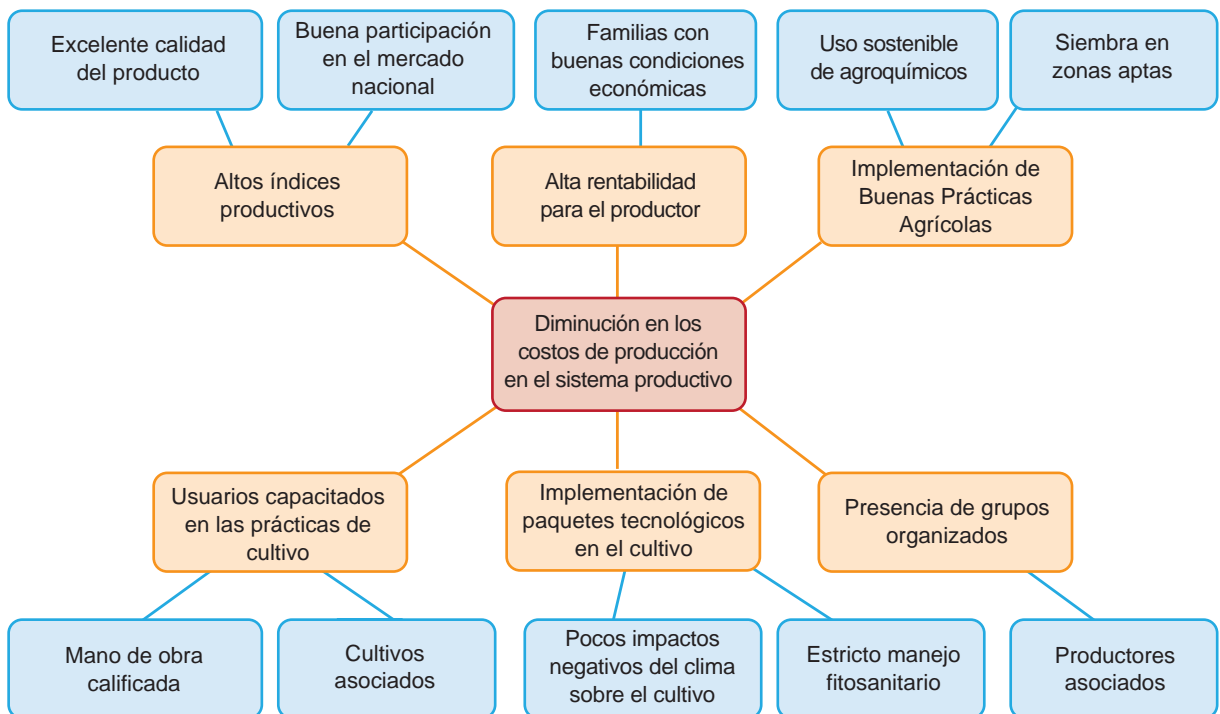 Excelente calidad
del producto
Buena participación
en el mercado
nacional
Familias con
buenas condiciones
económicas
Uso sostenible
de agroquímicos
Siembra en
zonas aptas
Altos índices
productivos
Alta rentabilidad
para el productor
Implementación de
Buenas Prácticas
Agrícolas
Diminución en los
costos de producción
en el sistema productivo
Usuarios capacitados
en las prácticas de
cultivo
Implementación de
paquetes tecnológicos
en el cultivo
Presencia de grupos
organizados
Mano de obra
calificada
Cultivos
asociados
Pocos impactos
negativos del clima
sobre el cultivo
Estricto manejo
fitosanitario
Productores
asociados